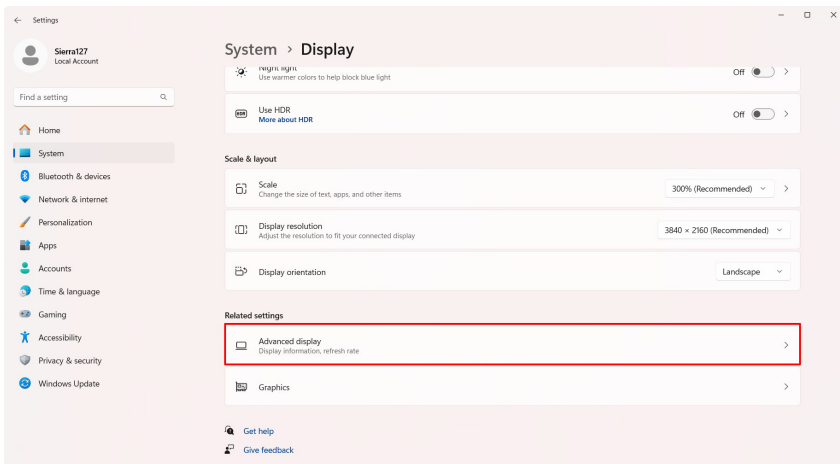 Settings
Sierra127
Local Account
Find a setting
Home
System
Bluetooth & devices
Network & internet
Personalization
Apps
Accounts
Time & language
Gaming
Accessibility
Privacy & security
Windows Update
System > Display
Night light
Use warmer colors to help block blue light
Off
HDR
Use HDR
More about HDR
Off
Scale & layout
Scale
Change the size of text, apps, and other items
300% (Recommended)
Display resolution
Adjust the resolution to fit your connected display
3840 × 2160 (Recommended)
Display orientation
Landscape
Related settings
Advanced display
Display information, refresh rate
Graphics
Get help
Give feedback